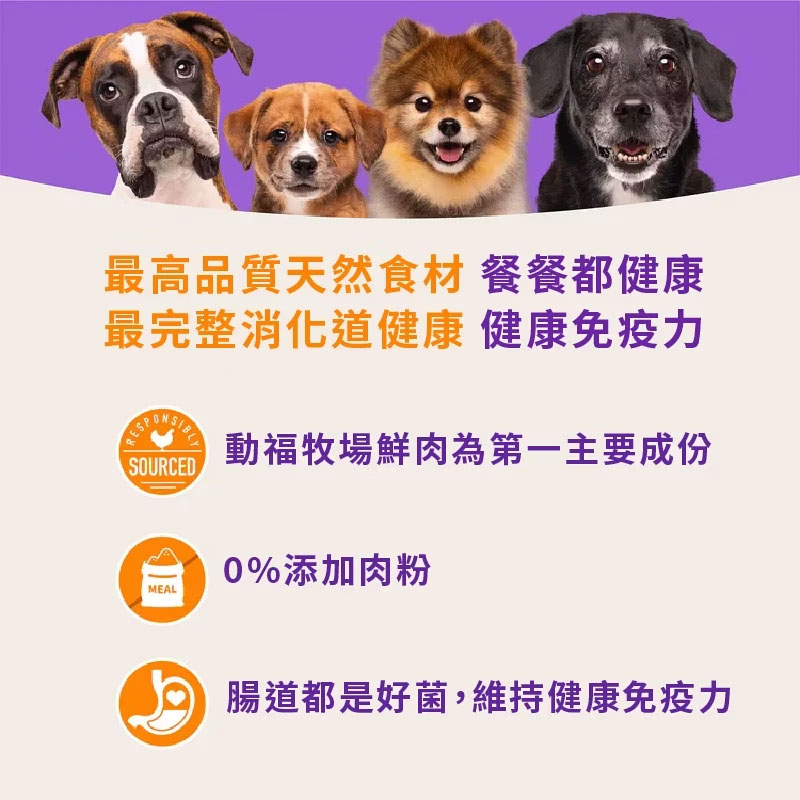 最高品質天然食材 餐餐都健康
最完整消化道健康 健康免疫力
RESPONSIBLY
SOURCED
動福牧場鮮肉為第一主要成份
MEAL
0%添加肉粉
腸道都是好菌,維持健康免疫力